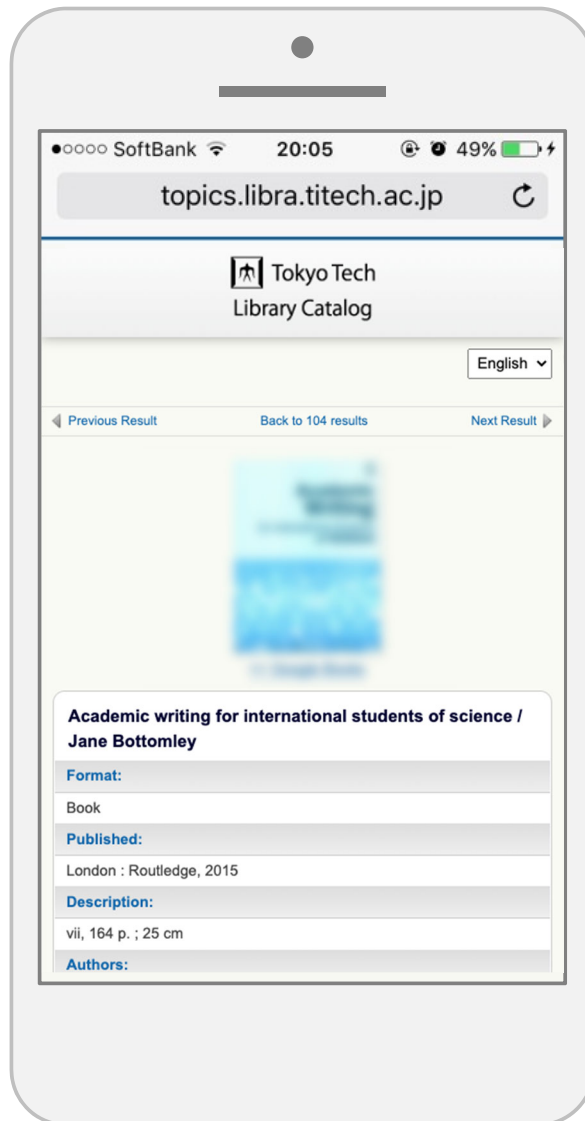 SoftBank 20:05 49%
topics.libra.titech.ac.jp
Tokyo Tech
Library Catalog
English
Previous Result Back to 104 results Next Result
Academic
Writing
Academic writing for international students of science /
Jane Bottomley
Format:
Book
Published:
London : Routledge, 2015
Description:
vii, 164 p. ; 25 cm
Authors: